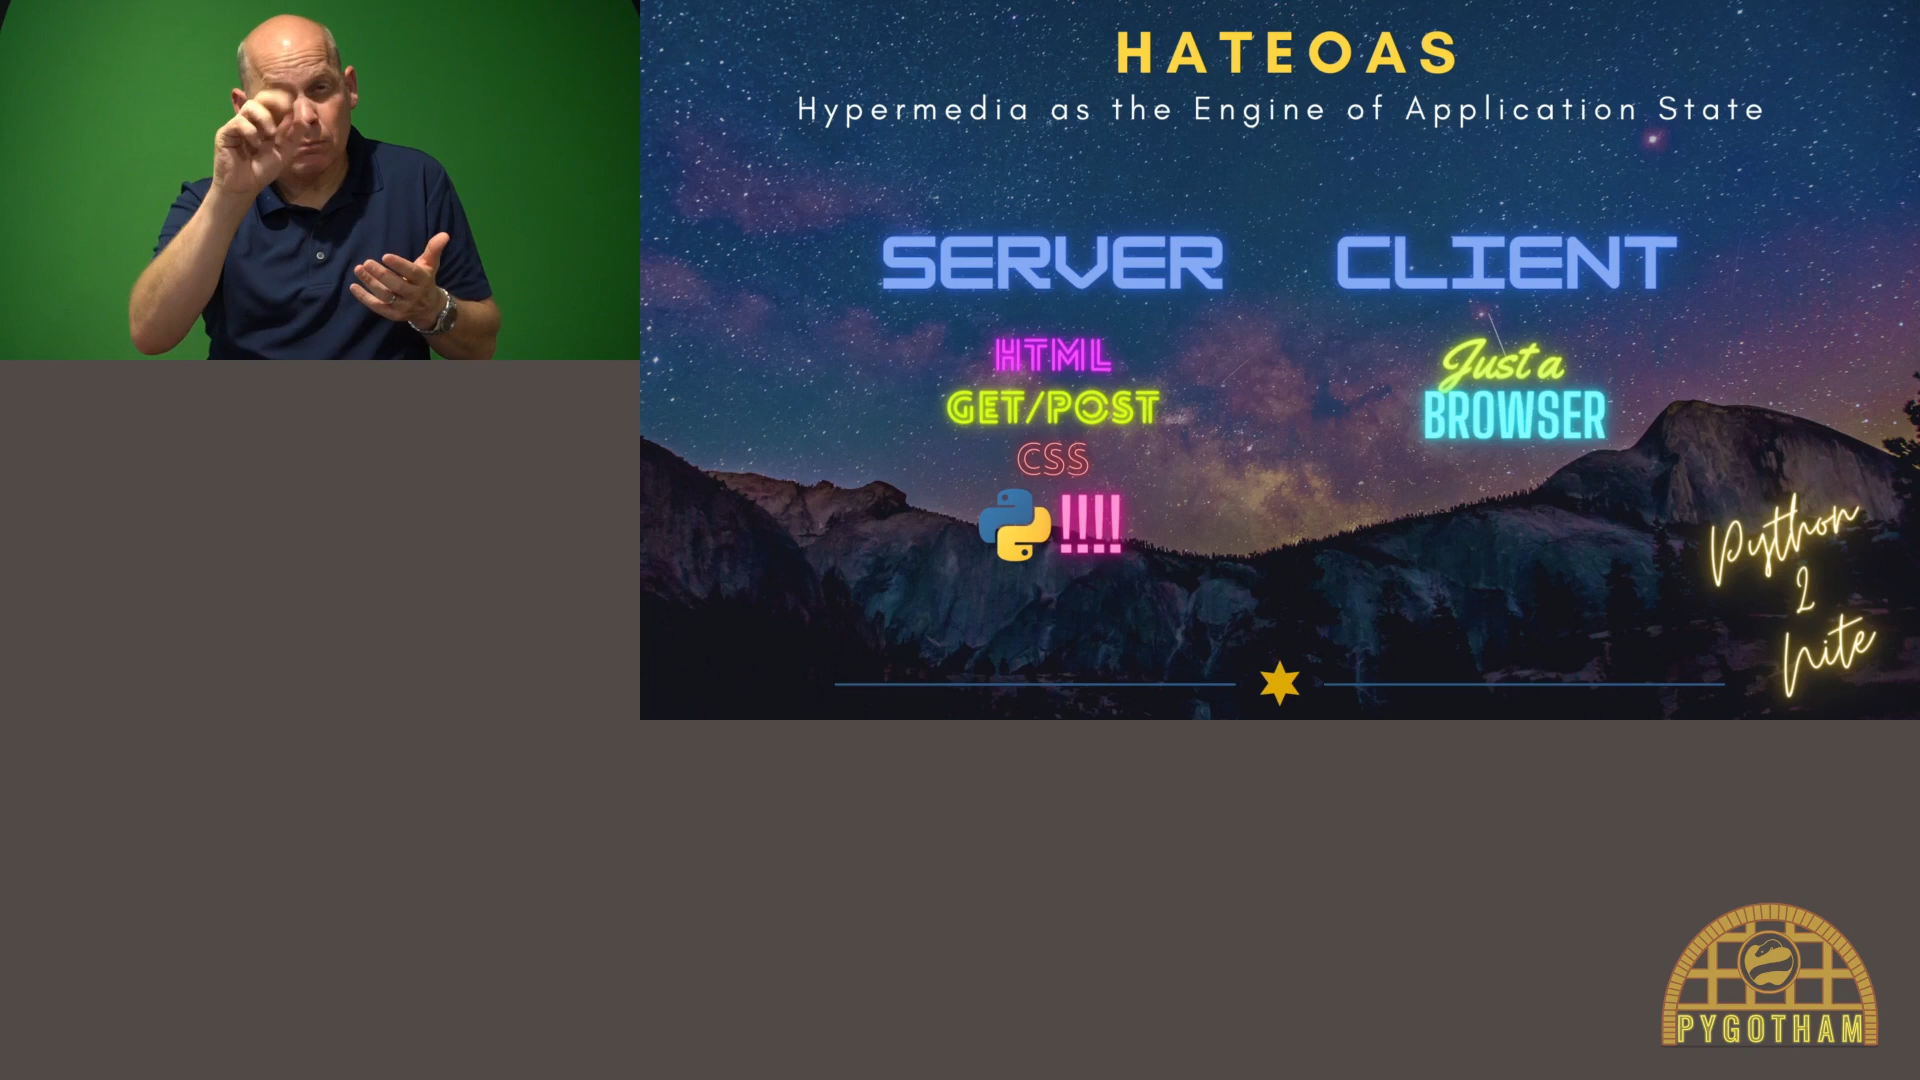 HATEOAS
Hypermedia as the Engine of Application State
SERVER
HTML
GET/POST
CSS
!!!!
CLIENT
Just a
BROWSER
Python
2
Nite
PYGOTHAM